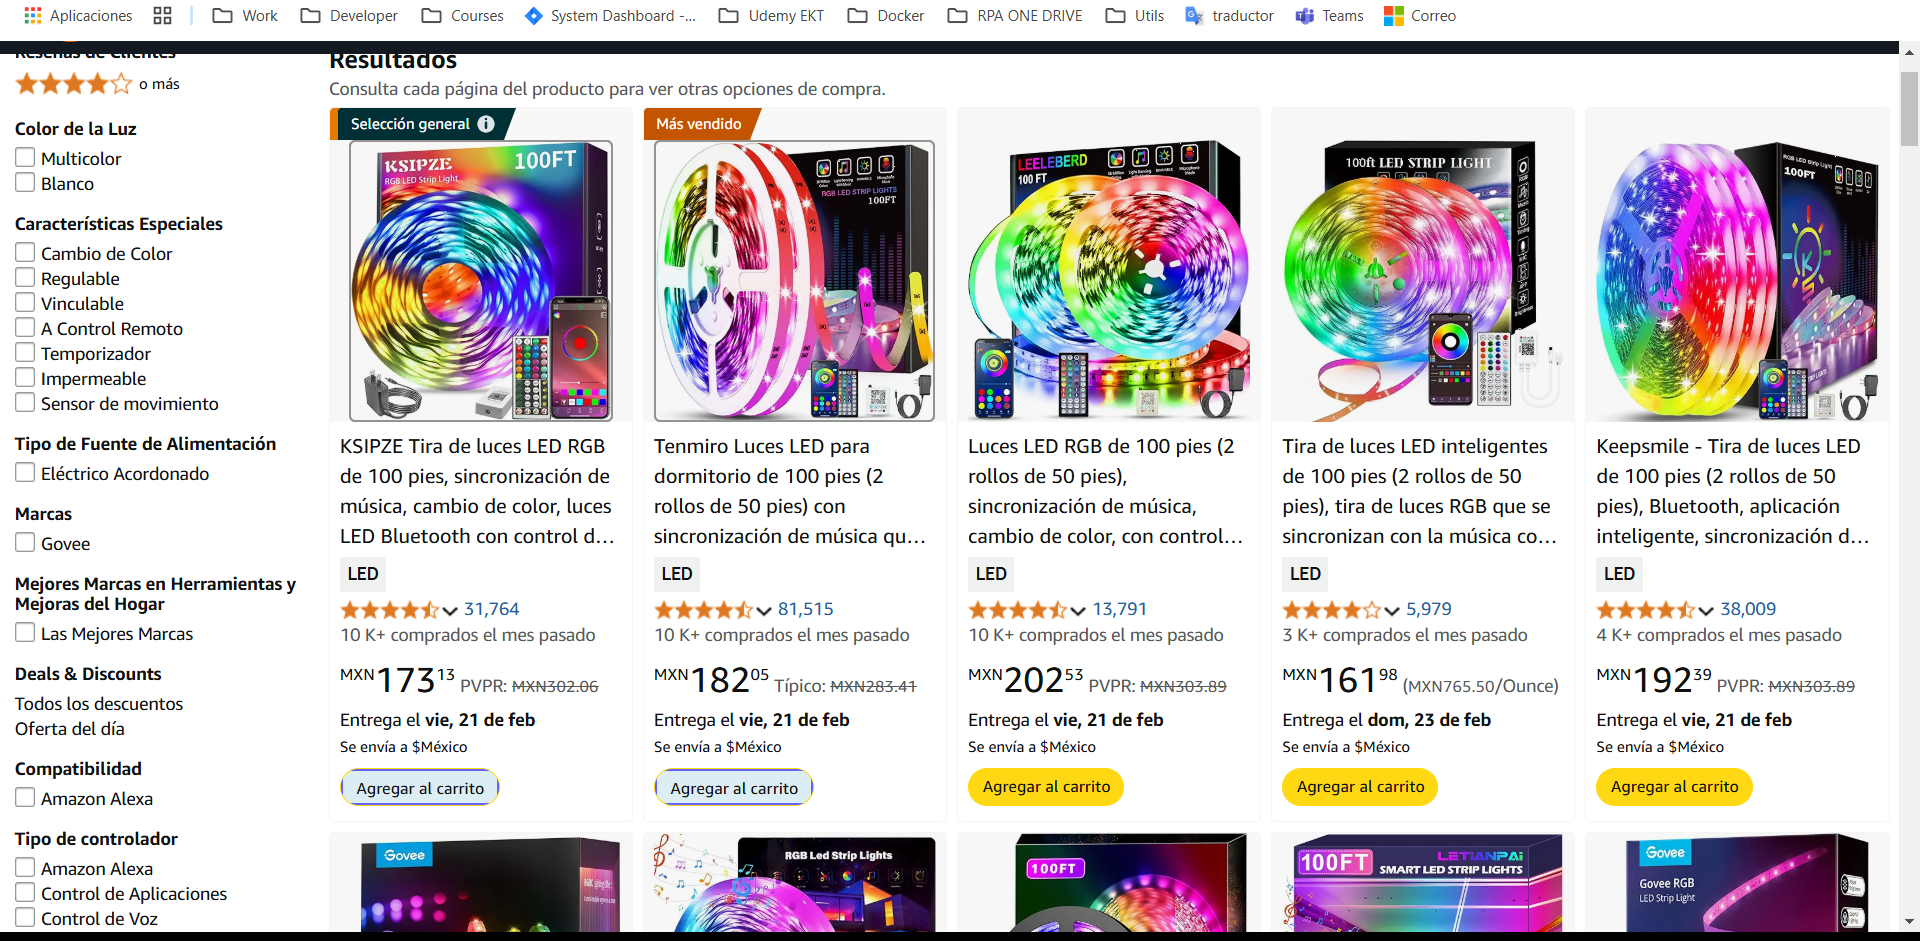 Aplicaciones
Work
Developer
Courses
System Dashboard -...
Udemy EKT
Docker
RPA ONE DRIVE
Utils
traductor
Teams
Correo
Reseñas de Clientes
o más
Color de la Luz
Multicolor
Blanco
Características Especiales
Cambio de Color
Regulable
Vinculable
A Control Remoto
Temporizador
Impermeable
Sensor de movimiento
Tipo de Fuente de Alimentación
Eléctrico Acordonado
Marcas
Govee
Mejores Marcas en Herramientas y
Mejoras del Hogar
Las Mejores Marcas
Deals & Discounts
Todos los descuentos
Oferta del día
Compatibilidad
Amazon Alexa
Tipo de controlador
Amazon Alexa
Control de Aplicaciones
Control de Voz
Resultados
Consulta cada página del producto para ver otras opciones de compra.
Selección general
KSIPZE 100FT
RGB LED Strip Light
KSIPZE Tira de luces LED RGB
de 100 pies, sincronización de
música, cambio de color, luces
LED Bluetooth con control d...
LED
31,764
10 K+ comprados el mes pasado
MXN173.13 PVPR: MXN302.06
Entrega el vie, 21 de feb
Se envía a $México
Agregar al carrito
Más vendido
RGB LED STRIP LIGHTS
100FT
Tenmiro Luces LED para
dormitorio de 100 pies (2
rollos de 50 pies) con
sincronización de música qu...
LED
81,515
10 K+ comprados el mes pasado
MXN182.05 Típico: MXN283.41
Entrega el vie, 21 de feb
Se envía a $México
Agregar al carrito
LEELEBERD
100 FT
Luces LED RGB de 100 pies (2
rollos de 50 pies),
sincronización de música,
cambio de color, con control...
LED
13,791
10 K+ comprados el mes pasado
MXN202.53 PVPR: MXN303.89
Entrega el vie, 21 de feb
Se envía a $México
Agregar al carrito
100ft LED STRIP LIGHT
Tira de luces LED inteligentes
de 100 pies (2 rollos de 50
pies), tira de luces RGB que se
sincronizan con la música co...
LED
5,979
3 K+ comprados el mes pasado
MXN161.98 (MXN765.50/Ounce)
Entrega el dom, 23 de feb
Se envía a $México
Agregar al carrito
RGB LED STRIP LIGHT
100FT
Keepsmile - Tira de luces LED
de 100 pies (2 rollos de 50
pies), Bluetooth, aplicación
inteligente, sincronización d...
LED
38,009
4 K+ comprados el mes pasado
MXN192.39 PVPR: MXN303.89
Entrega el vie, 21 de feb
Se envía a $México
Agregar al carrito
Govee
RGB Led Strip Lights
100FT
100FT LETIANPAI
SMART LED STRIP LIGHTS
Govee
Govee RGB
LED Strip Light